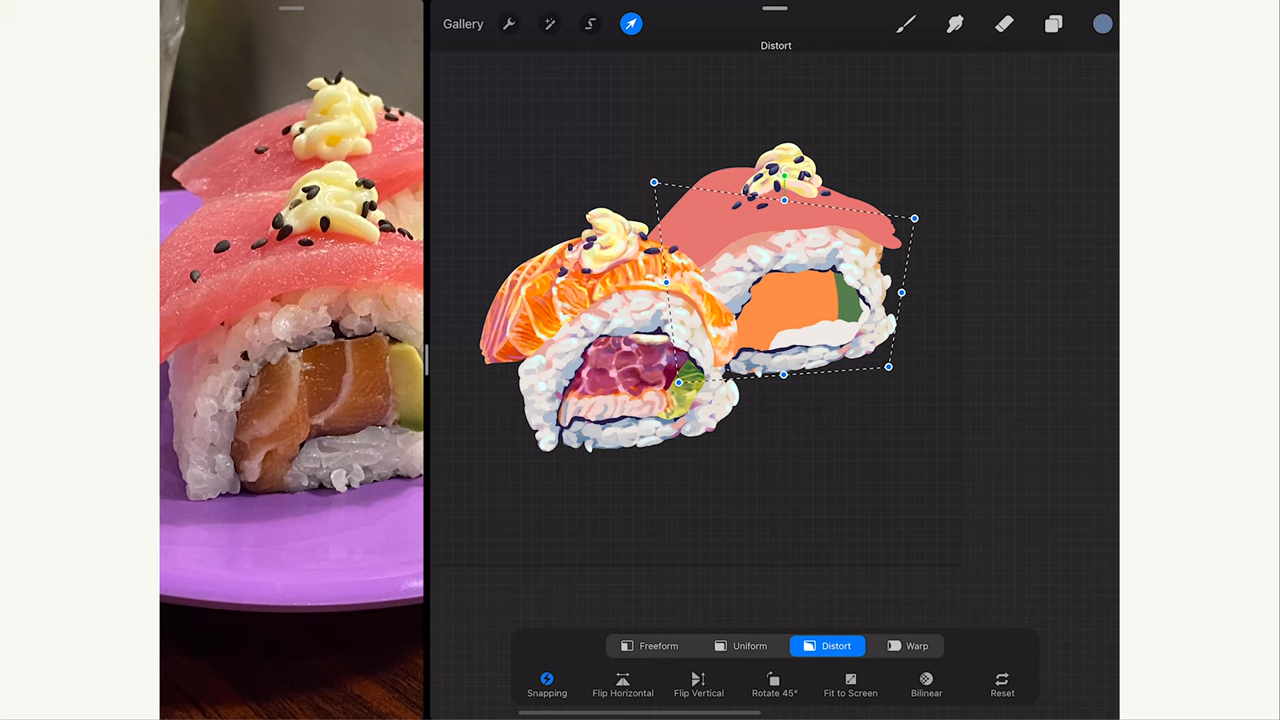 Gallery
Distort
Freeform Uniform Distort Warp
Snapping Flip Horizontal Flip Vertical Rotate 45° Fit to Screen Bilinear Reset